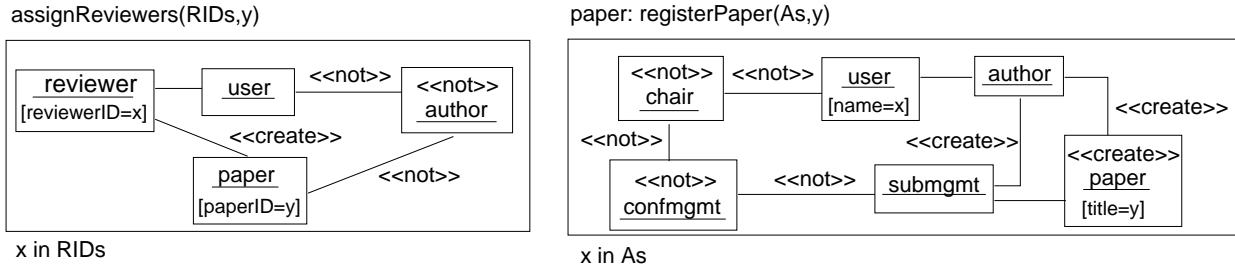 assignReviewers(RIDs,y)
reviewer
[reviewerID=x]
user
<<not>>
<<not>>
author
<<create>>
<<not>>
paper
[paperID=y]
x in RIDs
paper: registerPaper(As,y)
<<not>>
chair
<<not>>
user
[name=x]
author
<<create>>
<<not>>
<<create>>
<<not>>
confmgmt
<<not>>
submgmt
<<create>>
paper
[title=y]
x in As